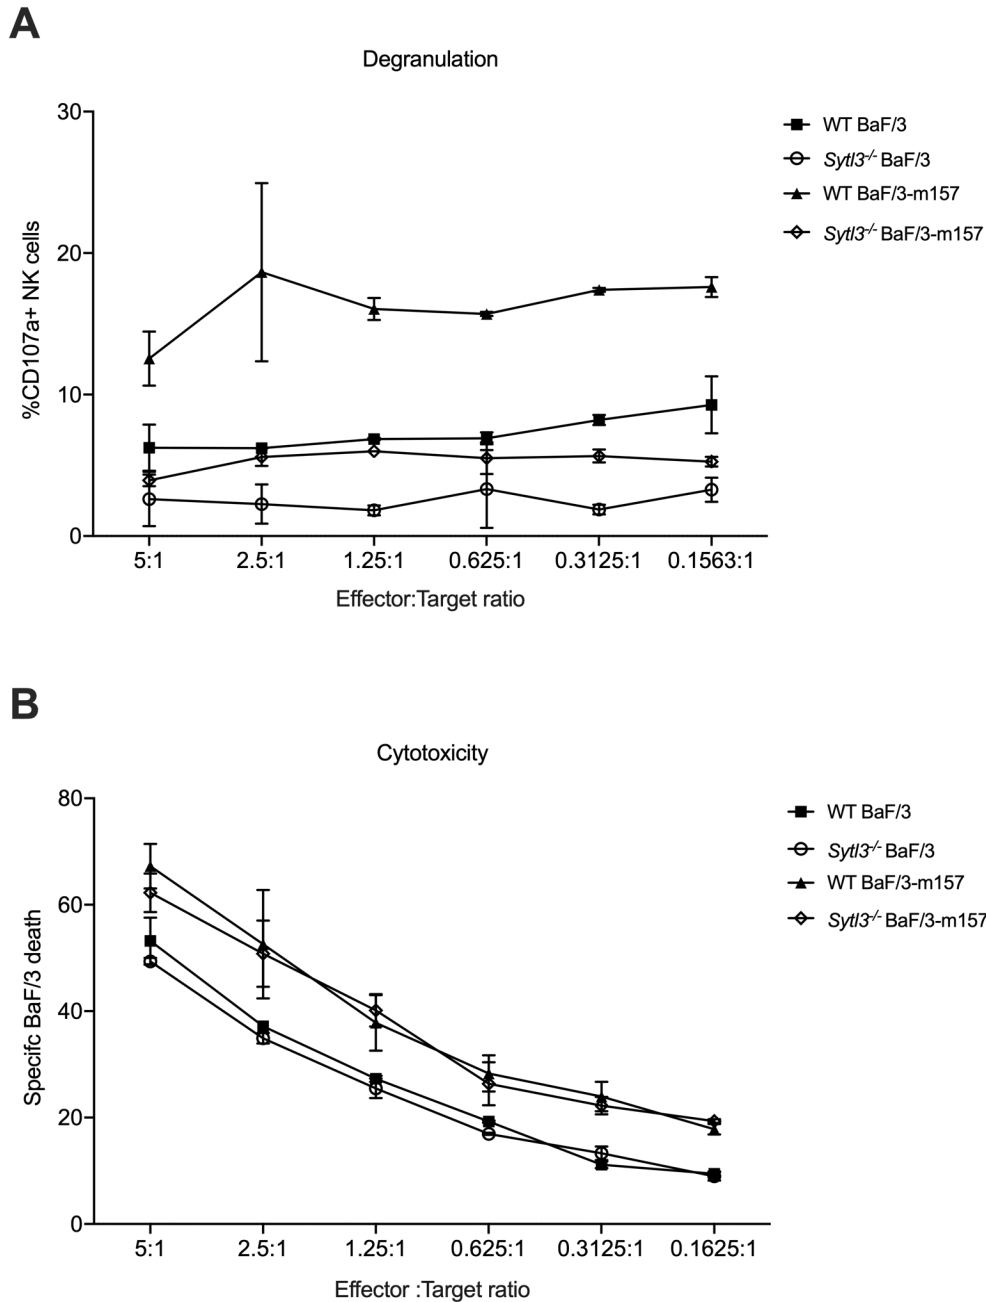 A
Degranulation
30
20
10
0
%CD107a+ NK cells
5:1 2.5:1 1.25:1 0.625:1 0.3125:1 0.1563:1
Effector:Target ratio
WT BaF/3
Sytl3-/- BaF/3
WT BaF/3-m157
Sytl3-/- BaF/3-m157
B
Cytotoxicity
80
60
40
20
0
Specifc BaF/3 death
5:1 2.5:1 1.25:1 0.625:1 0.3125:1 0.1625:1
Effector :Target ratio
WT BaF/3
Sytl3-/- BaF/3
WT BaF/3-m157
Sytl3-/- BaF/3-m157